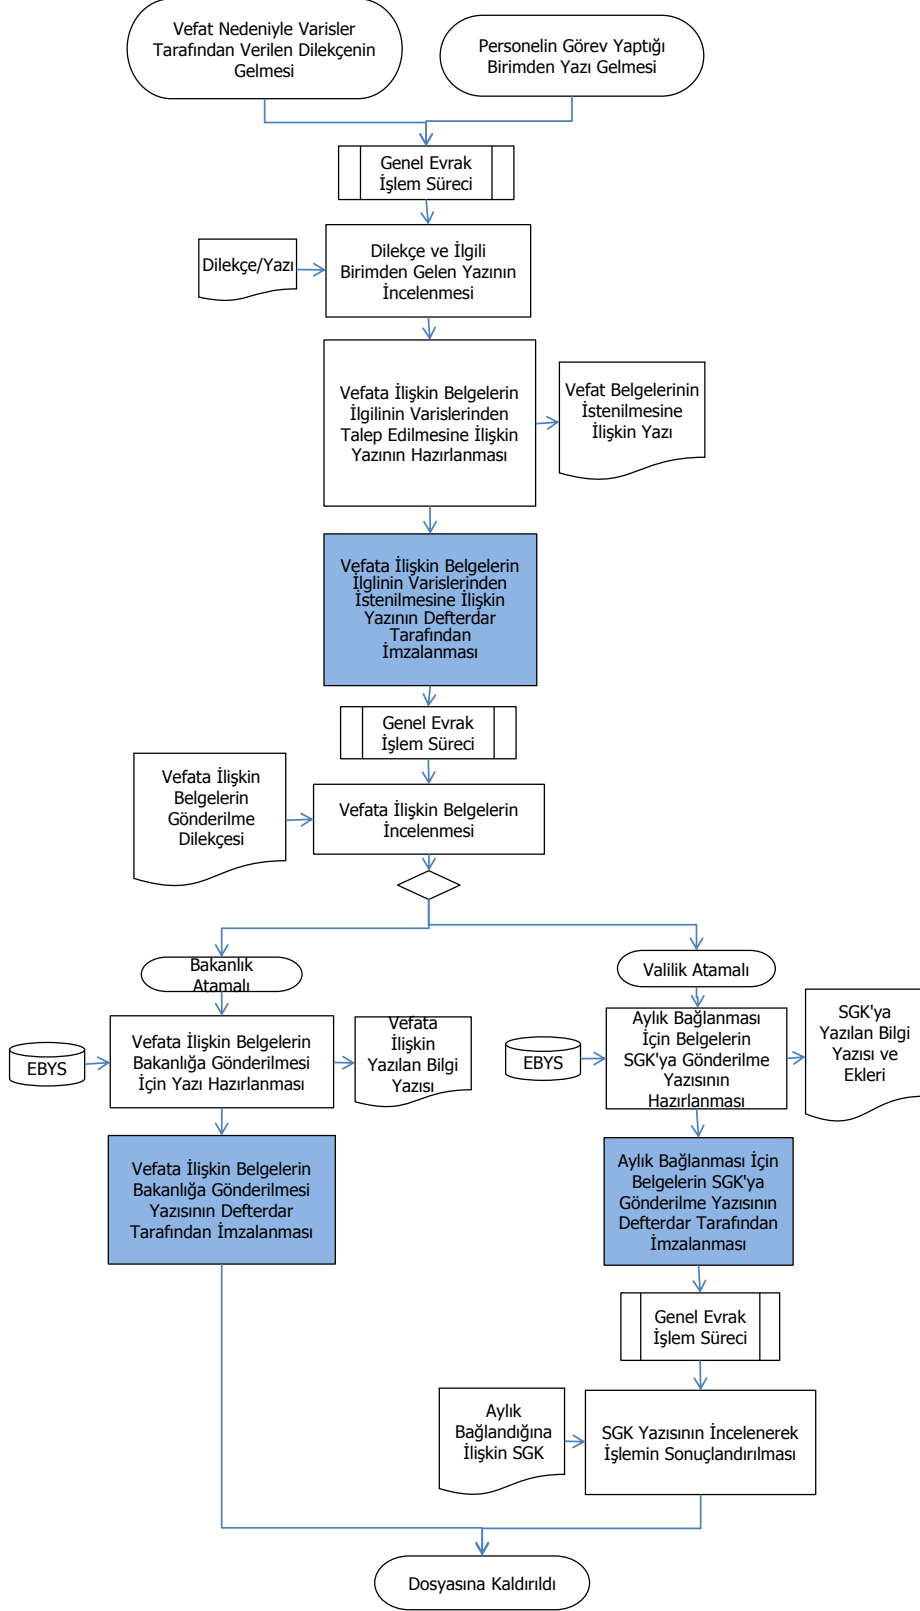 Vefat Nedeniyle Varisler
Tarafından Verilen Dilekçenin
Gelmesi
Personelin Görev Yaptığı
Birimden Yazı Gelmesi
Genel Evrak
İşlem Süreci
Dilekçe/Yazı
Dilekçe ve İlgili
Birimden Gelen Yazının
İncelenmesi
Vefata İlişkin Belgelerin
İlgilinin Varislerinden
Talep Edilmesine İlişkin
Yazının Hazırlanması
Vefat Belgelerinin
İstenilmesine
İlişkin Yazı
Vefata İlişkin Belgelerin
İlglinin Varislerinden
İstenilmesine İlişkin
Yazının Defterdar
Tarafından
İmzalanması
Genel Evrak
İşlem Süreci
Vefata İlişkin
Belgelerin
Gönderilme
Dilekçesi
Vefata İlişkin Belgelerin
İncelenmesi
Bakanlık
Atamalı
Valilik Atamalı
EBYS
Vefata İlişkin Belgelerin
Bakanlığa Gönderilmesi
İçin Yazı Hazırlanması
Vefata
İlişkin
Yazılan Bilgi
Yazısı
EBYS
Aylık Bağlanması
İçin Belgelerin
SGK'ya Gönderilme
Yazısının
Hazırlanması
SGK'ya
Yazılan Bilgi
Yazısı ve
Ekleri
Vefata İlişkin Belgelerin
Bakanlığa Gönderilmesi
Yazısının Defterdar
Tarafından İmzalanması
Aylık Bağlanması İçin
Belgelerin SGK'ya
Gönderilme Yazısının
Defterdar Tarafından
İmzalanması
Genel Evrak
İşlem Süreci
Aylık
Bağlandığına
İlişkin SGK
SGK Yazısının İncelenerek
İşlemin Sonuçlandırılması
Dosyasına Kaldırıldı